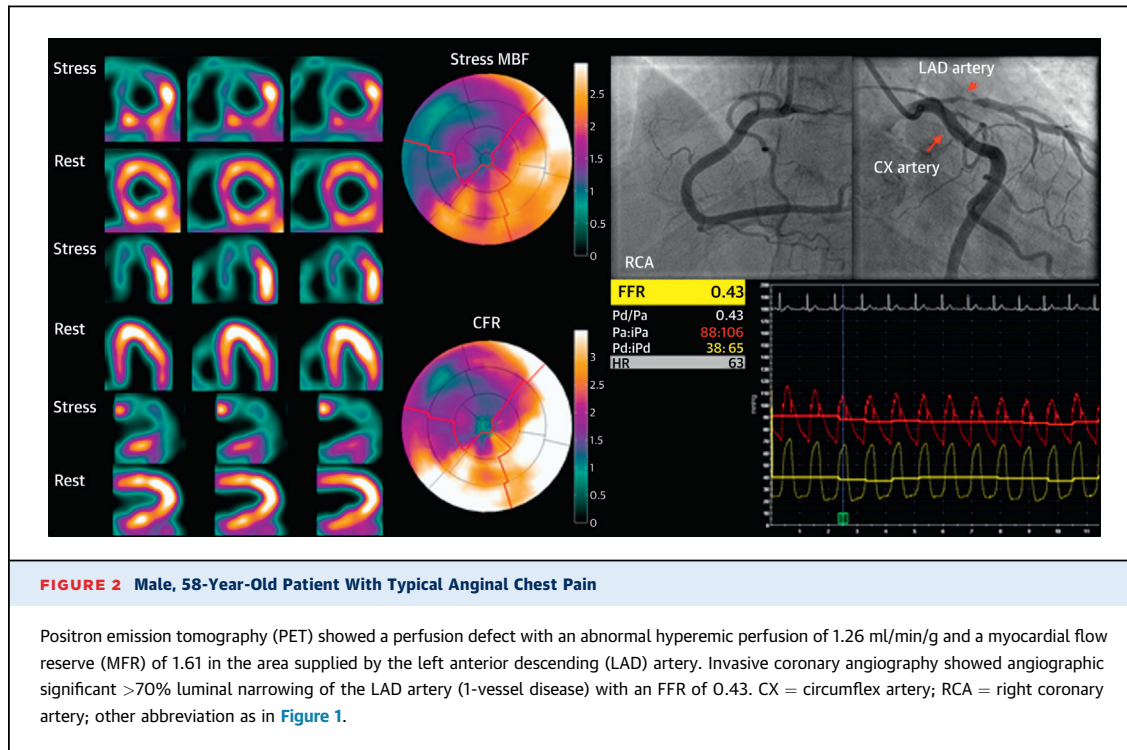 Stress
Rest
Stress
Rest
Stress
Rest
Stress MBF
2.5
2
1.5
1
0.5
0
CFR
3
2.5
2
1.5
1
0.5
0
RCA
LAD artery
CX artery
FFR 0.43
Pd/Pa 0.43
Pa:iPa 88:106
Pd:iPd 38: 65
HR 63
FIGURE 2 Male, 58-Year-Old Patient With Typical Anginal Chest Pain
Positron emission tomography (PET) showed a perfusion defect with an abnormal hyperemic perfusion of 1.26 ml/min/g and a myocardial flow
reserve (MFR) of 1.61 in the area supplied by the left anterior descending (LAD) artery. Invasive coronary angiography showed angiographic
significant >70% luminal narrowing of the LAD artery (1-vessel disease) with an FFR of 0.43. CX = circumflex artery; RCA = right coronary
artery; other abbreviation as in Figure 1.